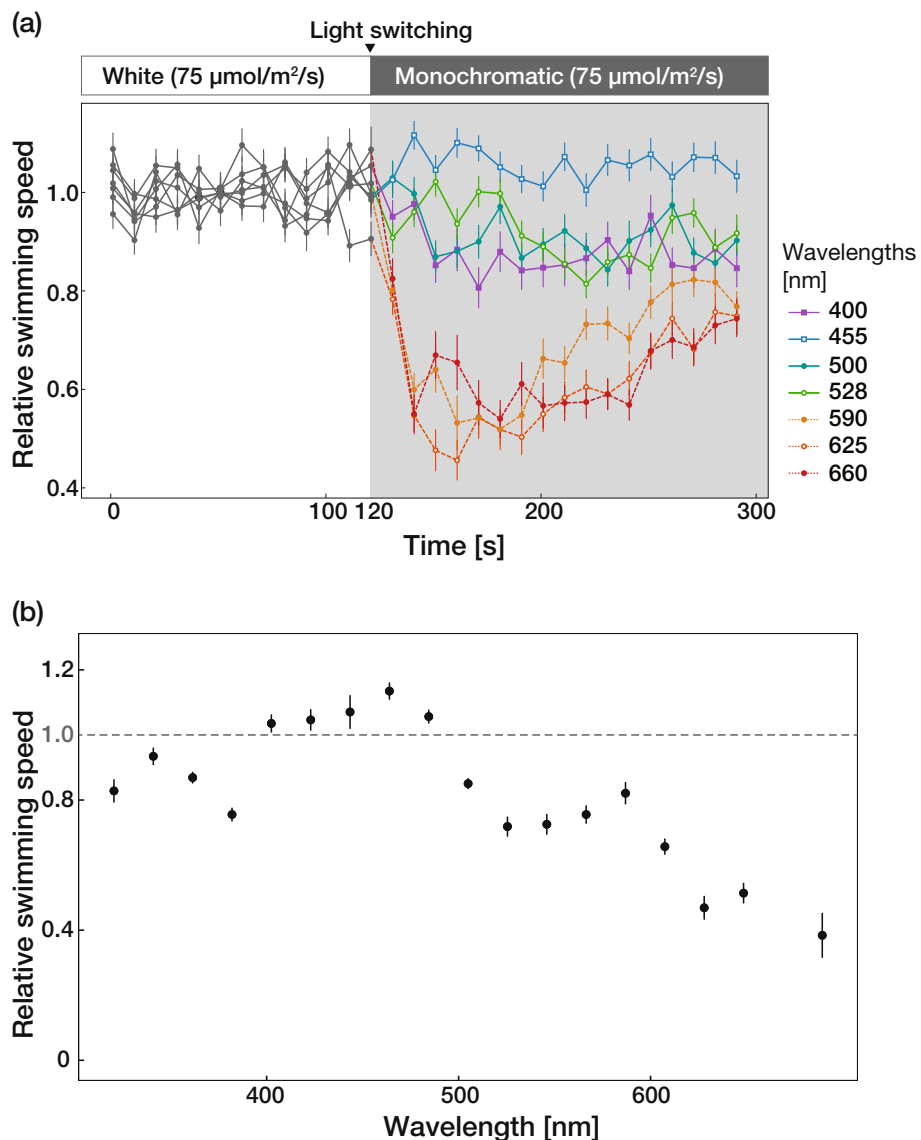 (a)
Light switching
White (75 µmol/m²/s) Monochromatic (75 µmol/m²/s)
Relative swimming speed
1.0
0.8
0.6
0.4
0 100 120 200 300
Time [s]
Wavelengths
[nm]
400
455
500
528
590
625
660
(b)
Relative swimming speed
1.2
1.0
0.8
0.4
0
400 500 600
Wavelength [nm]